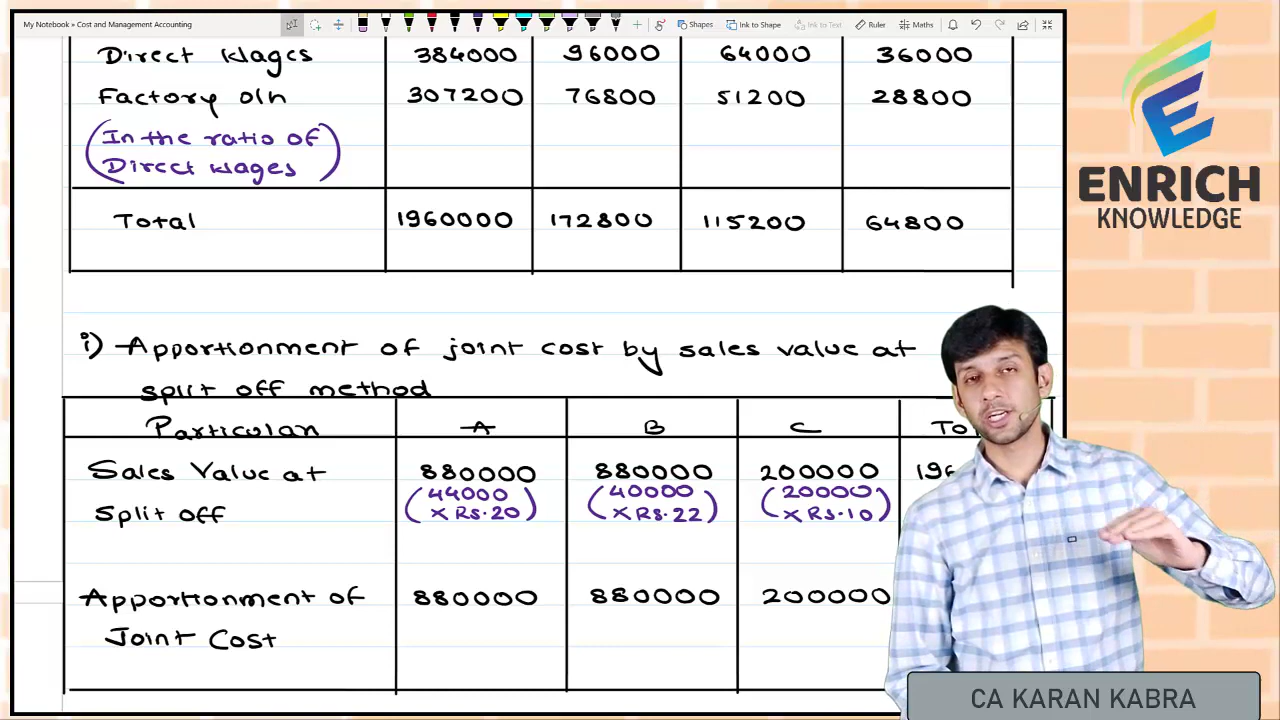 My Notebook » Cost and Management Accounting
Shapes Ink to Shape Ink to Text Ruler Maths
Direct Wages 384000 96000 64000 36000
Factory O/h 307200 76800 51200 28800
(In the ratio of
Direct Wages)
Total 1960000 172800 115200 64800
i) Apportionment of joint cost by sales value at
split off method
Particular A B C
Sales Value at 880000 880000 200000
Split off (44000 × Rs.20) (40000 × Rs.22) (20000 × Rs.10)
Apportionment of 880000 880000 200000
Joint Cost
ENRICH
KNOWLEDGE
CA KARAN KABRA